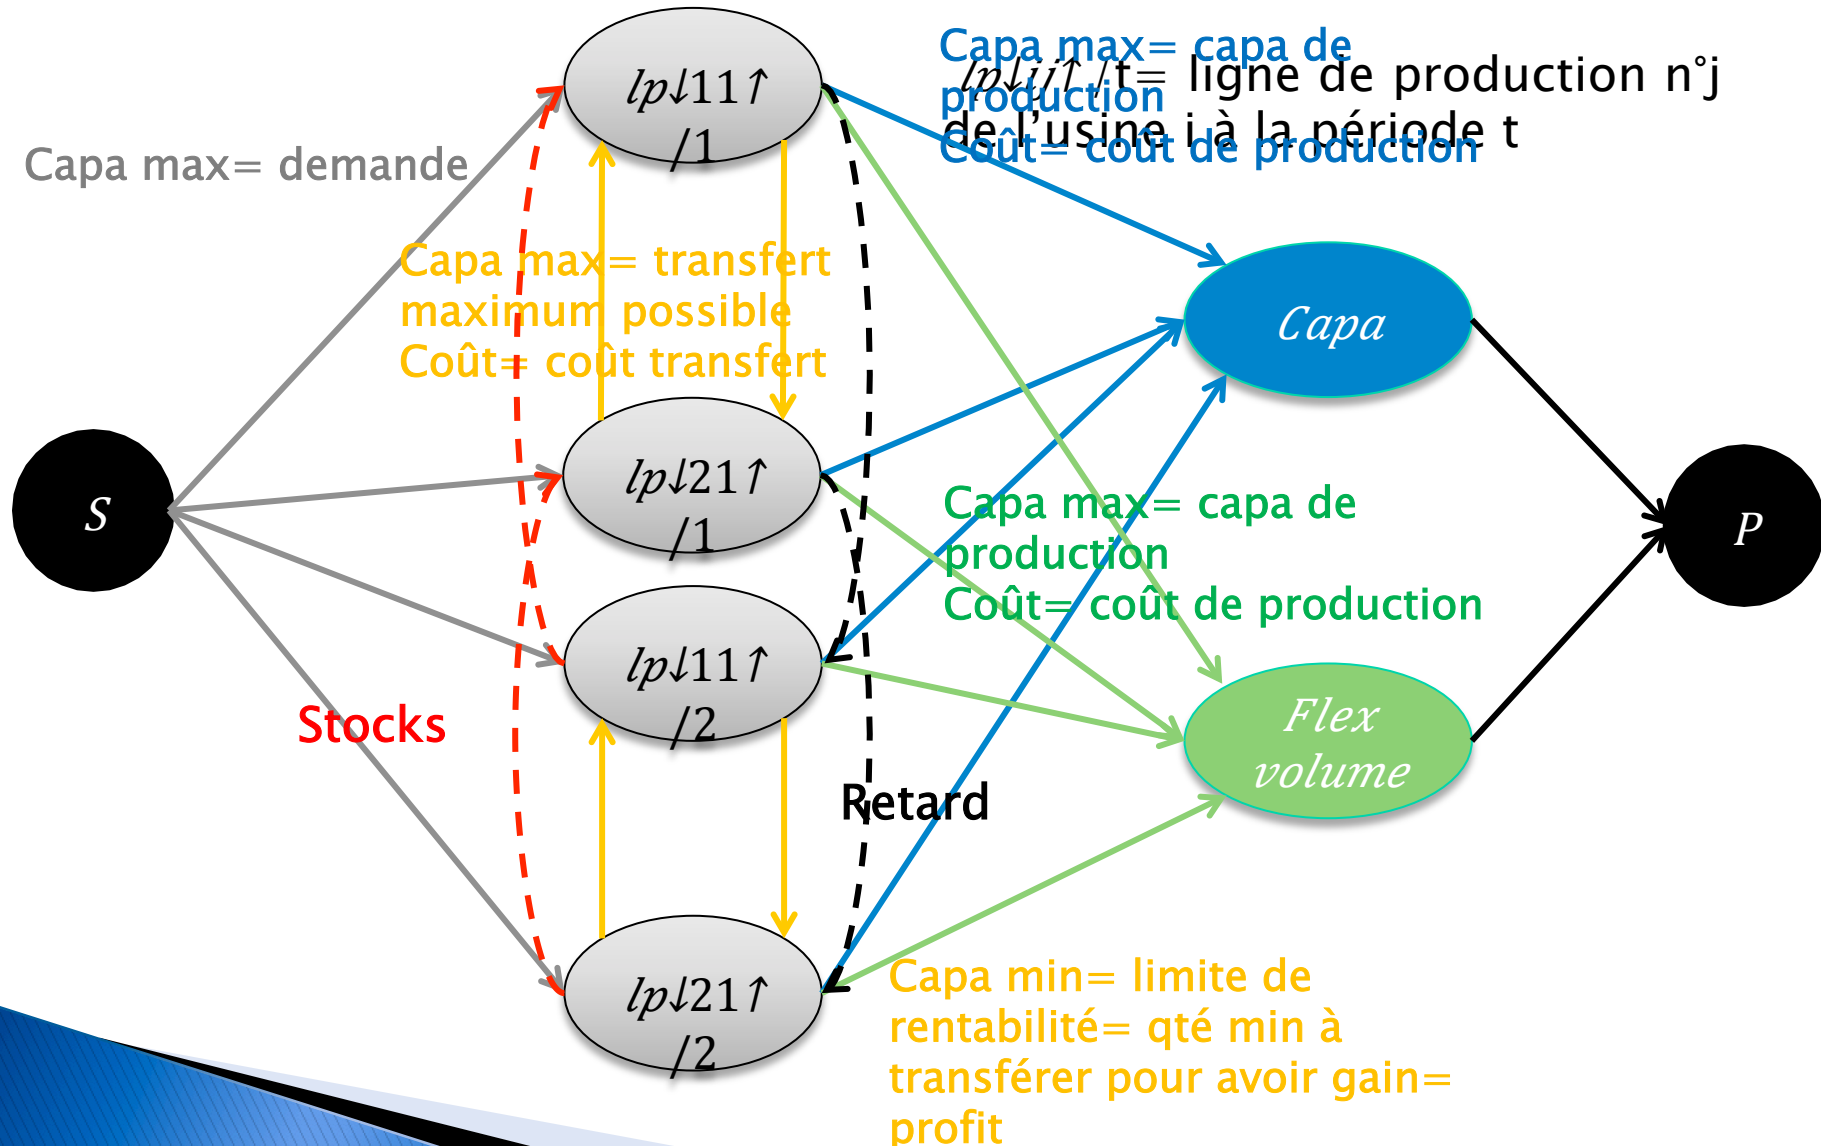 Capa max= capa de
production
Coût= coût de production
lp↓ij↑ /t= ligne de production n°j
de l'usine i à la période t
lp↓11↑
/1
Capa max= demande
Capa max= transfert
maximum possible
Coût= coût transfert
Capa
lp↓21↑
/1
S
Capa max= capa de
production
Coût= coût de production
P
lp↓11↑
/2
Stocks
Flex
volume
Retard
lp↓21↑
/2
Capa min= limite de
rentabilité= qté min à
transférer pour avoir gain=
profit